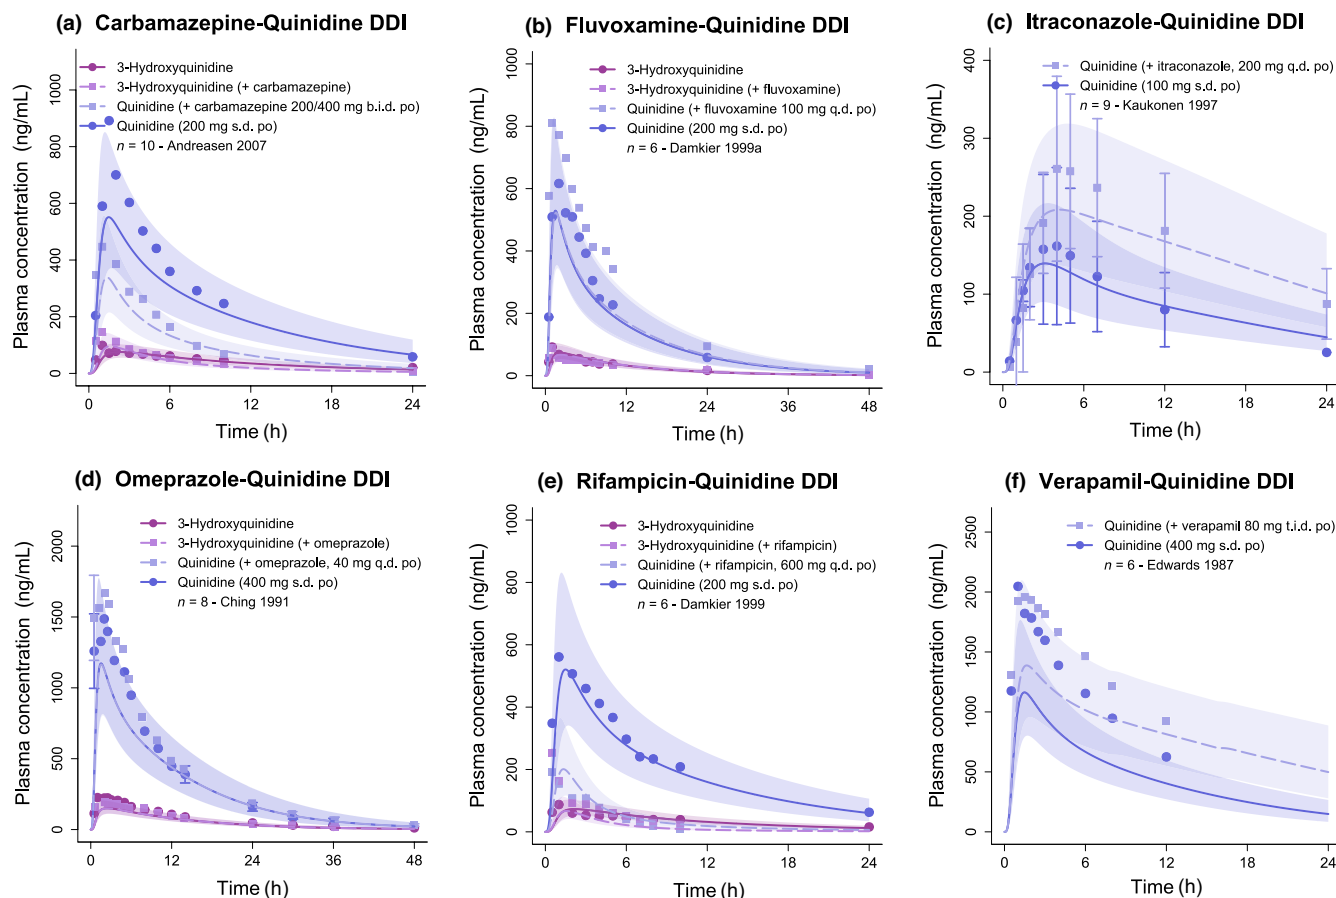 (a) Carbamazepine-Quinidine DDI
Plasma concentration (ng/mL)
1000
800
600
400
200
0
3-Hydroxyquinidine
3-Hydroxyquinidine (+ carbamazepine)
Quinidine (+ carbamazepine 200/400 mg b.i.d. po)
Quinidine (200 mg s.d. po)
n = 10 - Andreasen 2007
0 6 12 18 24
Time (h)
(b) Fluvoxamine-Quinidine DDI
Plasma concentration (ng/mL)
1000
800
600
400
200
0
3-Hydroxyquinidine
3-Hydroxyquinidine (+ fluvoxamine)
Quinidine (+ fluvoxamine 100 mg q.d. po)
Quinidine (200 mg s.d. po)
n = 6 - Damkier 1999a
0 12 24 36 48
Time (h)
(c) Itraconazole-Quinidine DDI
Plasma concentration (ng/mL)
400
300
200
100
0
Quinidine (+ itraconazole, 200 mg q.d. po)
Quinidine (100 mg s.d. po)
n = 9 - Kaukonen 1997
0 6 12 18 24
Time (h)
(d) Omeprazole-Quinidine DDI
Plasma concentration (ng/mL)
2000
1500
1000
500
0
3-Hydroxyquinidine
3-Hydroxyquinidine (+ omeprazole)
Quinidine (+ omeprazole, 40 mg q.d. po)
Quinidine (400 mg s.d. po)
n = 8 - Ching 1991
0 12 24 36 48
Time (h)
(e) Rifampicin-Quinidine DDI
Plasma concentration (ng/mL)
1000
800
600
400
200
0
3-Hydroxyquinidine
3-Hydroxyquinidine (+ rifampicin)
Quinidine (+ rifampicin, 600 mg q.d. po)
Quinidine (200 mg s.d. po)
n = 6 - Damkier 1999
0 6 12 18 24
Time (h)
(f) Verapamil-Quinidine DDI
Plasma concentration (ng/mL)
2500
2000
1500
1000
500
0
Quinidine (+ verapamil 80 mg t.i.d. po)
Quinidine (400 mg s.d. po)
n = 6 - Edwards 1987
0 6 12 18 24
Time (h)